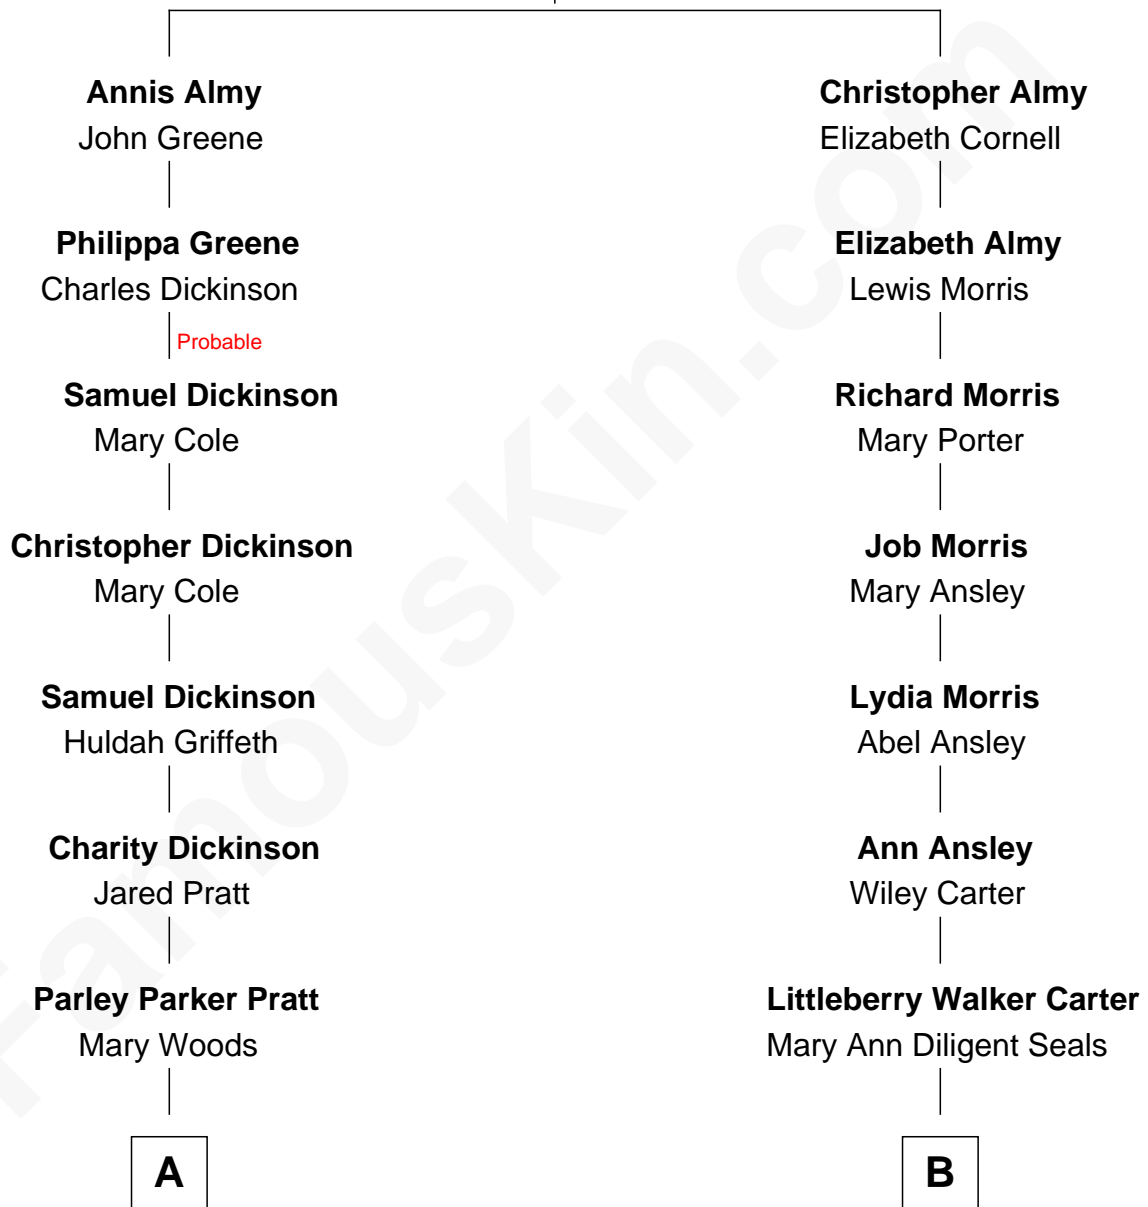 Annis Almy
John Greene
Christopher Almy
Elizabeth Cornell
Philippa Greene
Charles Dickinson
Elizabeth Almy
Lewis Morris
Probable
Samuel Dickinson
Mary Cole
Richard Morris
Mary Porter
Christopher Dickinson
Mary Cole
Job Morris
Mary Ansley
Samuel Dickinson
Huldah Griffeth
Lydia Morris
Abel Ansley
Charity Dickinson
Jared Pratt
Ann Ansley
Wiley Carter
Parley Parker Pratt
Mary Woods
Littleberry Walker Carter
Mary Ann Diligent Seals
A
B
FamousKin.com